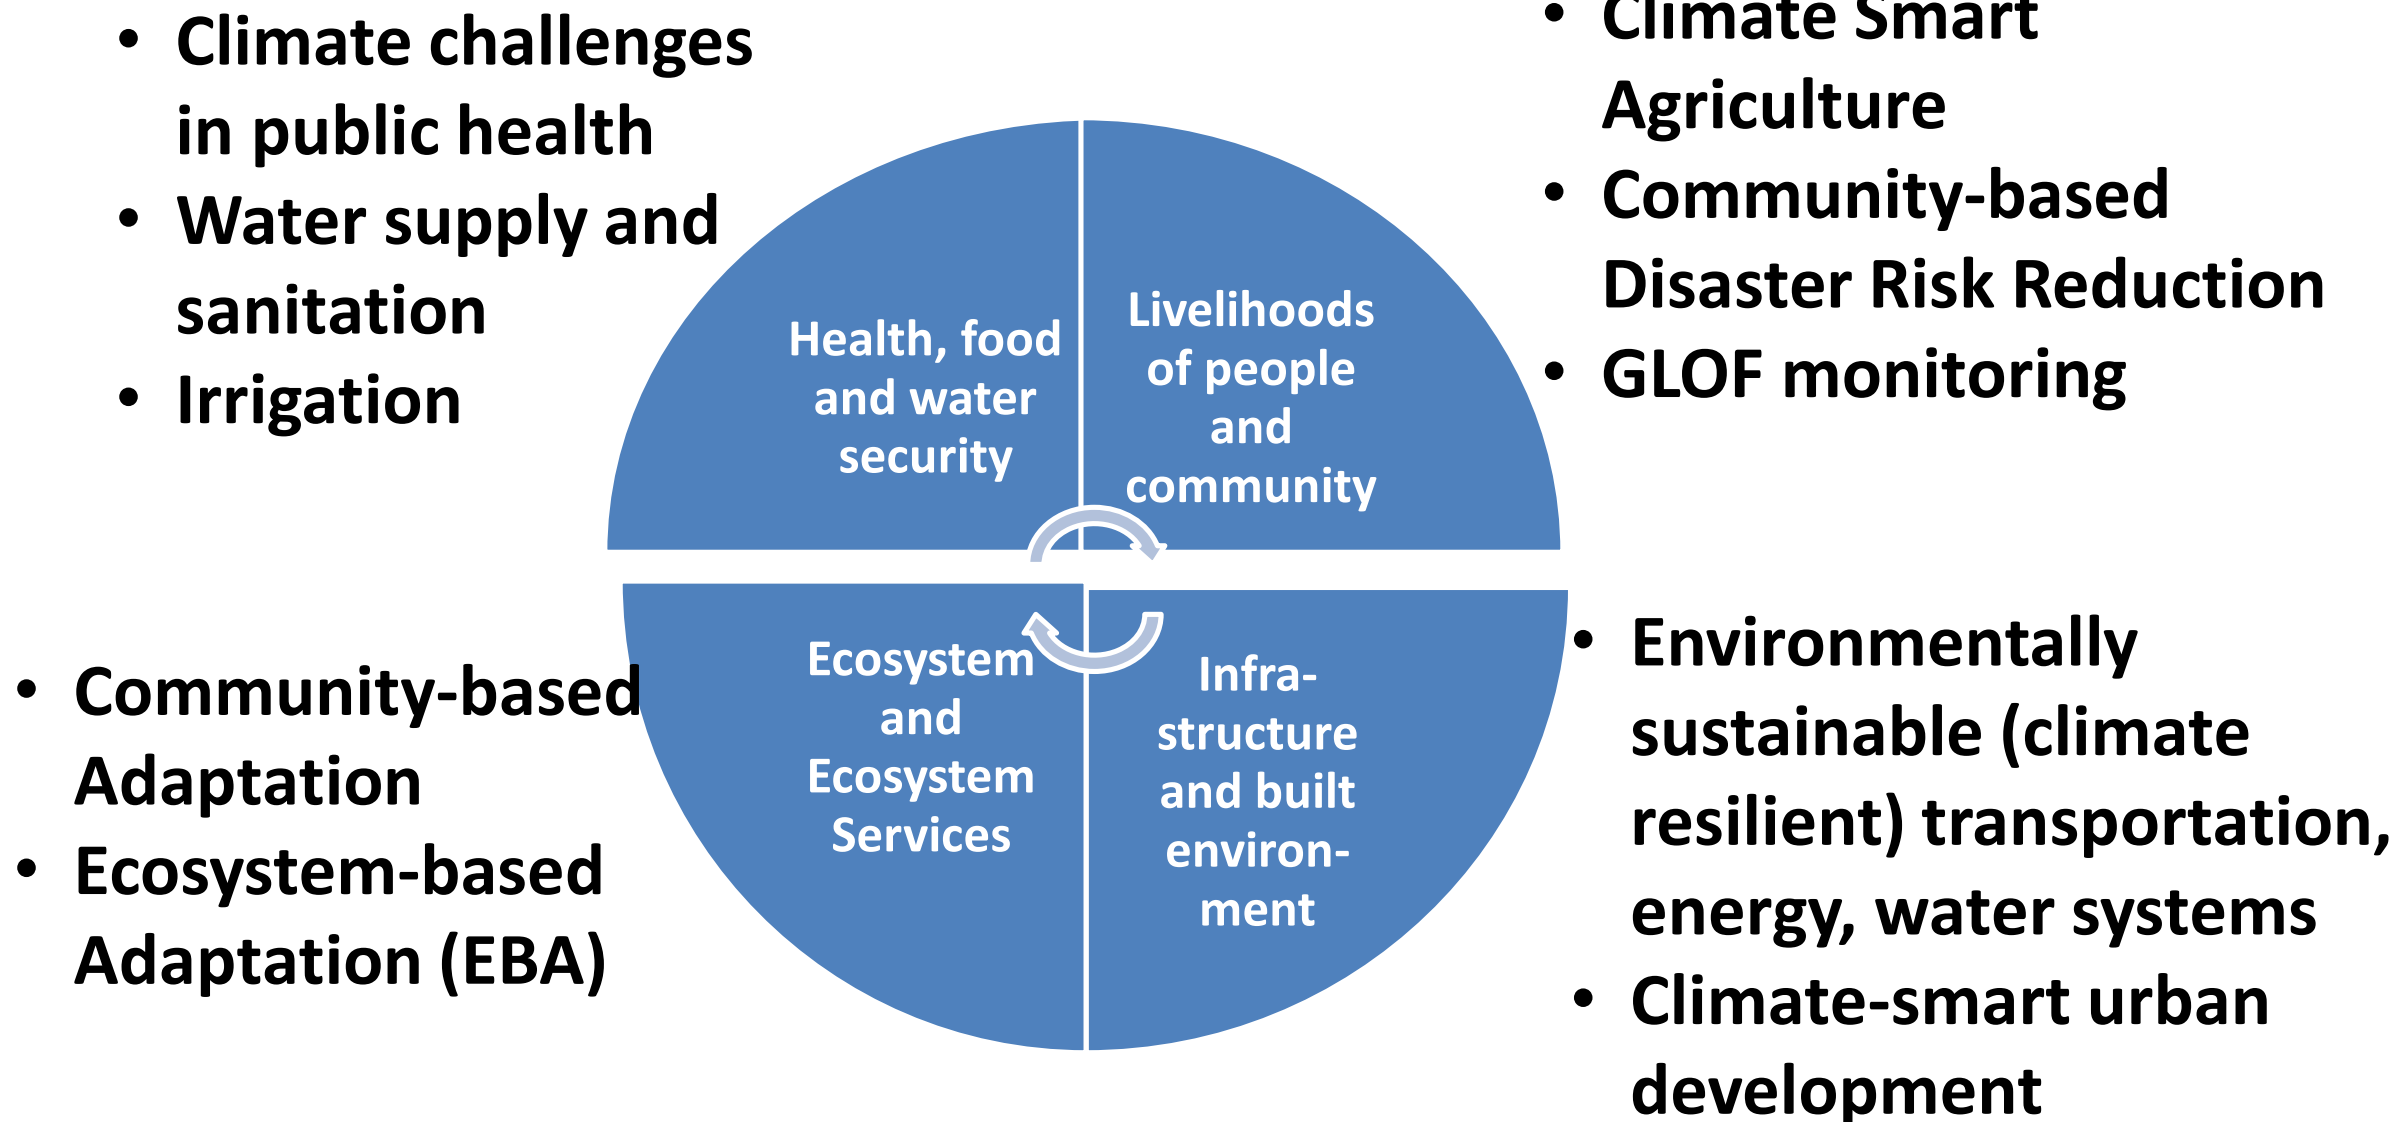 • Climate challenges
in public health
• Water supply and
sanitation
• Irrigation
• Climate Smart
Agriculture
• Community-based
Disaster Risk Reduction
• GLOF monitoring
Health, food
and water
security
Livelihoods
of people
and
community
Ecosystem
and
Ecosystem
Services
Infra-
structure
and built
environ-
ment
• Community-based
Adaptation
• Ecosystem-based
Adaptation (EBA)
• Environmentally
sustainable (climate
resilient) transportation,
energy, water systems
• Climate-smart urban
development